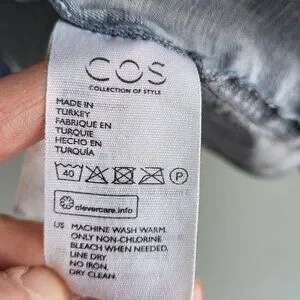 COS
COLLECTION OF STYLE
MADE IN
TURKEY
FABRIQUE EN
TURQUIE
HECHO EN
TURQUÍA
40 P
clevercare.info
US MACHINE WASH WARM.
ONLY NON-CHLORINE
BLEACH WHEN NEEDED.
LINE DRY
NO IRON.
DRY CLEAN.